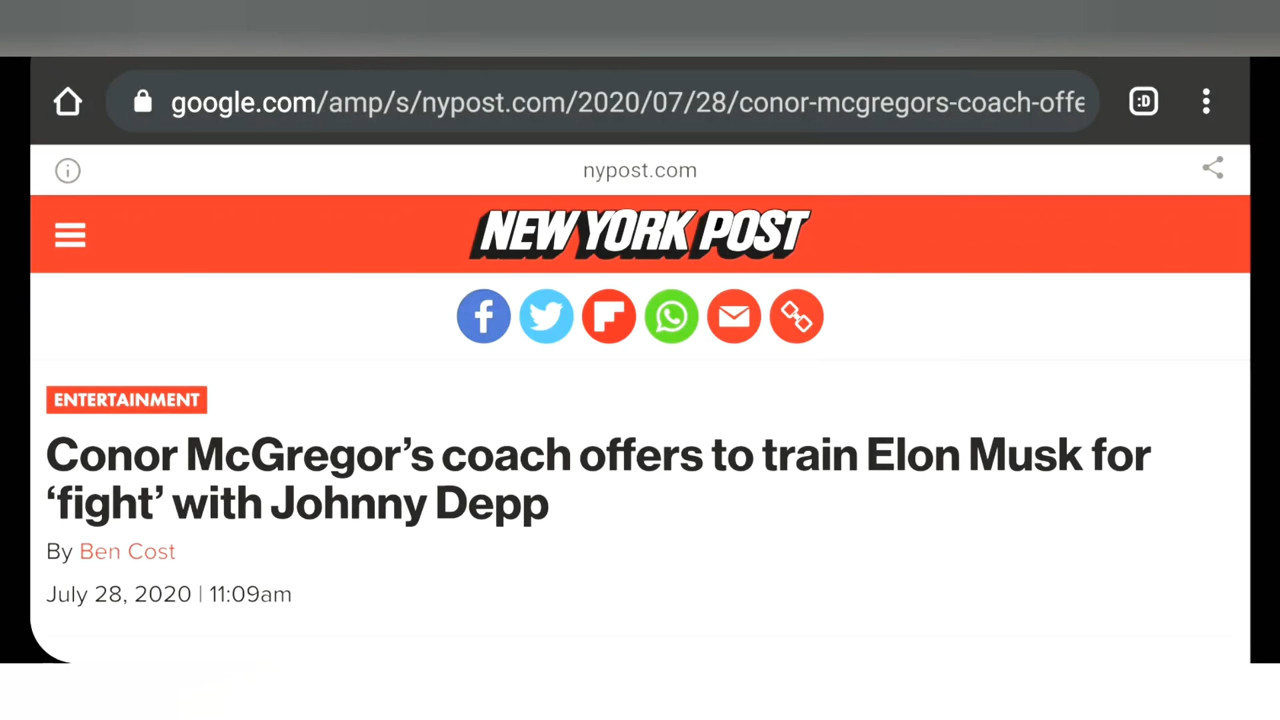 google.com/amp/s/nypost.com/2020/07/28/conor-mcgregors-coach-offe
:D
nypost.com
NEW YORK POST
ENTERTAINMENT
Conor McGregor’s coach offers to train Elon Musk for
‘fight’ with Johnny Depp
By Ben Cost
July 28, 2020 | 11:09am